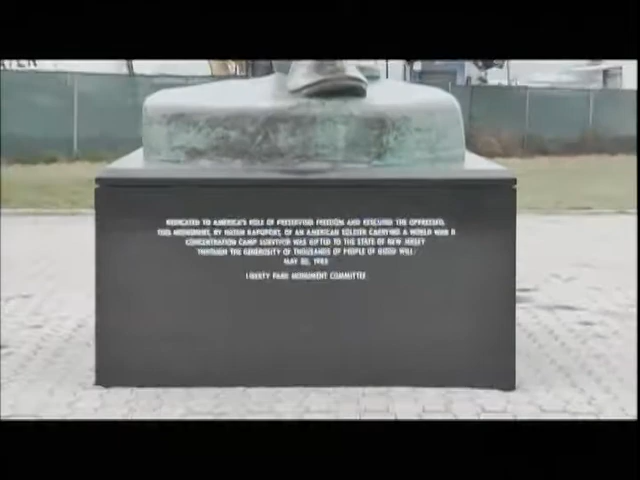 DEDICATED TO AMERICA'S ROLE OF PRESERVING FREEDOM AND RESCUING THE OPPRESSED.
THIS MONUMENT, BY NATAN RAPOPORT, OF AN AMERICAN SOLDIER CARRYING A WORLD WAR II
CONCENTRATION CAMP SURVIVOR WAS GIFTED TO THE STATE OF NEW JERSEY
THROUGH THE GENEROSITY OF THOUSANDS OF PEOPLE OF GOOD WILL.
MAY 30, 1985
LIBERTY PARK MONUMENT COMMITTEE